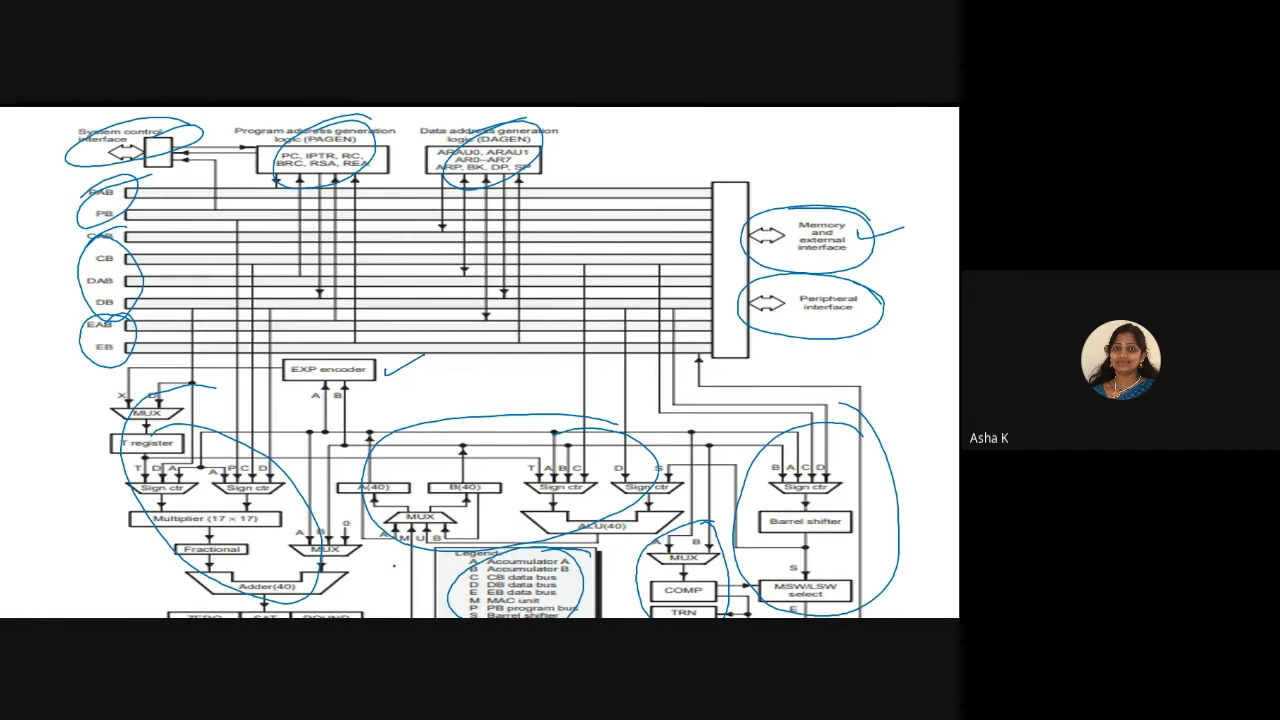 System control
interface
Program address generation
logic (PAGEN)
Data address generation
logic (DAGEN)
PC, IPTR, RC,
BRC, RSA, REA
ARAU0, ARAU1
AR0–AR7
ARP, BK, DP, SP
PAB
PB
CAB
CB
DAB
DB
EAB
EB
Memory
and
external
interface
Peripheral
interface
EXP encoder
X D
A B
MUX
T register
T D A
A P C D
Sign ctr
Sign ctr
Multiplier (17 × 17)
Fractional
A B 0
MUX
Adder(40)
ZERO
SAT
ROUND
A(40)
B(40)
MUX
A M U B
T A B C
D S
Sign ctr
Sign ctr
ALU(40)
Legend:
A Accumulator A
B Accumulator B
C CB data bus
D DB data bus
E EB data bus
M MAC unit
P PB program bus
S Barrel shifter
A B
MUX
COMP
TRN
B A C D
Sign ctr
Barrel shifter
S
MSW/LSW
select
E
Asha K